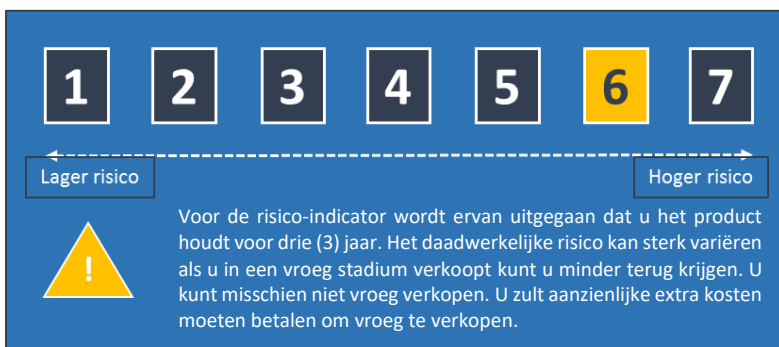 1 2 3 4 5 6 7
Lager risico Hoger risico
Voor de risico-indicator wordt ervan uitgegaan dat u het product
houdt voor drie (3) jaar. Het daadwerkelijke risico kan sterk variëren
als u in een vroeg stadium verkoopt kunt u minder terug krijgen. U
! kunt misschien niet vroeg verkopen. U zult aanzienlijke extra kosten
moeten betalen om vroeg te verkopen.